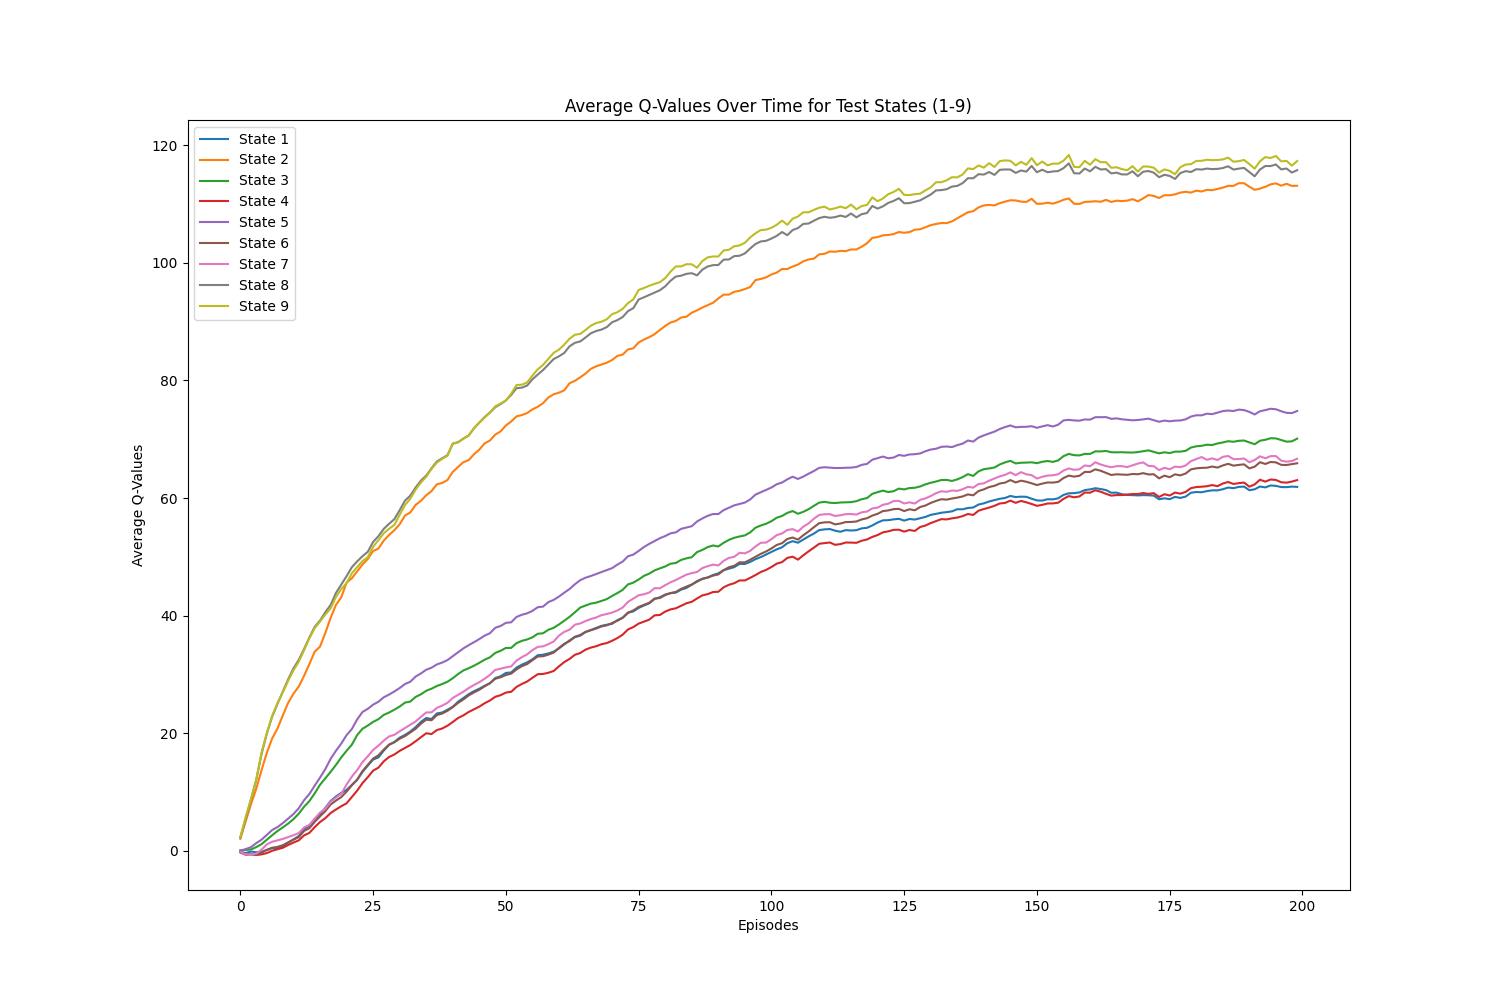 Average Q-Values Over Time for Test States (1-9)
120
100
80
60
40
20
0
Average Q-Values
State 1
State 2
State 3
State 4
State 5
State 6
State 7
State 8
State 9
0 25 50 75 100 125 150 175 200
Episodes